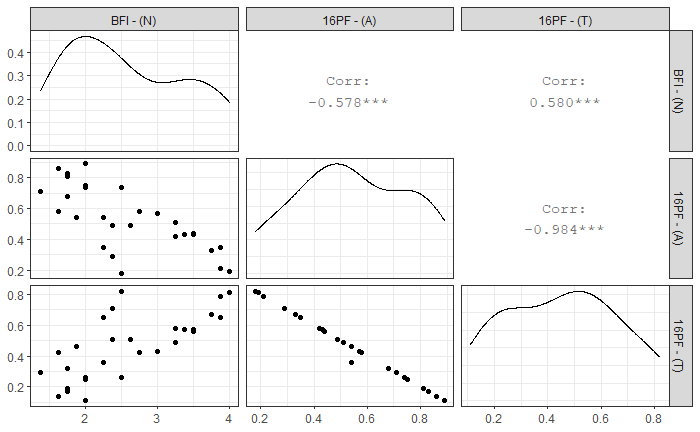 BFI - (N)
16PF - (A)
16PF - (T)
0.4
0.3
0.2
0.1
0.0
Corr:
-0.578***
Corr:
0.580***
BFI - (N)
0.8
0.6
0.4
0.2
Corr:
-0.984***
16PF - (A)
0.8
0.6
0.4
0.2
16PF - (T)
2 3 4
0.2 0.4 0.6 0.8
0.2 0.4 0.6 0.8